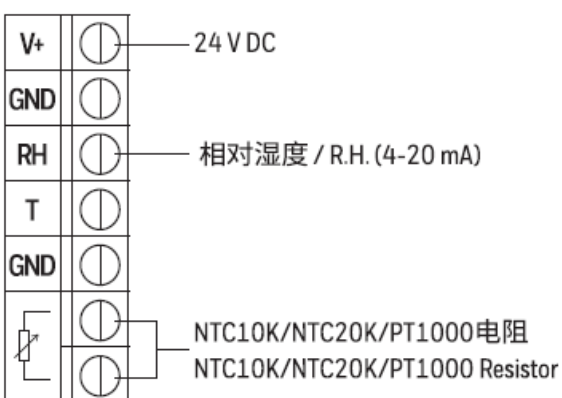 V+ 24 V DC
GND
RH 相对湿度 / R.H. (4-20 mA)
T
GND
NTC10K/NTC20K/PT1000电阻
NTC10K/NTC20K/PT1000 Resistor